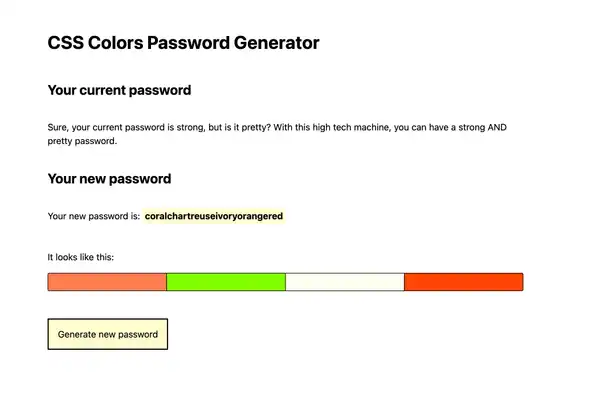 CSS Colors Password Generator
Your current password
Sure, your current password is strong, but is it pretty? With this high tech machine, you can have a strong AND
pretty password.
Your new password
Your new password is: coralchartreuseivoryorangered
It looks like this:
Generate new password